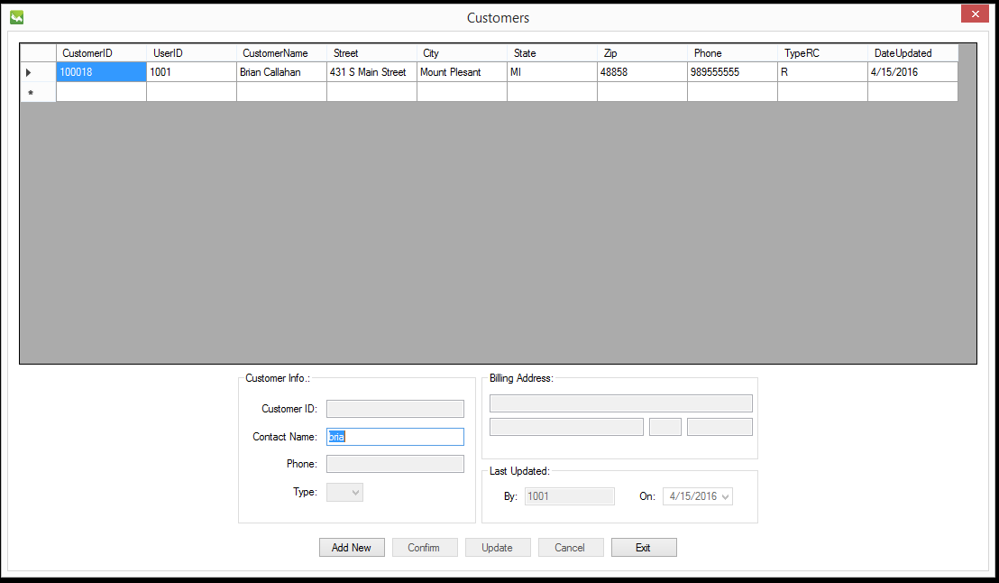 Customers
CustomerID UserID CustomerName Street City State Zip Phone TypeRC DateUpdated
100018 1001 Brian Callahan 431 S Main Street Mount Plesant MI 48858 989555555 R 4/15/2016
*
Customer Info.: Billing Address:
Customer ID:
Contact Name: bria
Phone:
Last Updated:
Type:
By: 1001 On: 4/15/2016
Add New Confirm Update Cancel Exit